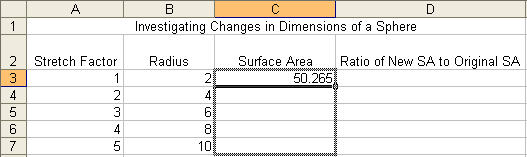 A B C D
1 Investigating Changes in Dimensions of a Sphere
2 Stretch Factor Radius Surface Area Ratio of New SA to Original SA
3 1 2 50.265
4 2 4
5 3 6
6 4 8
7 5 10